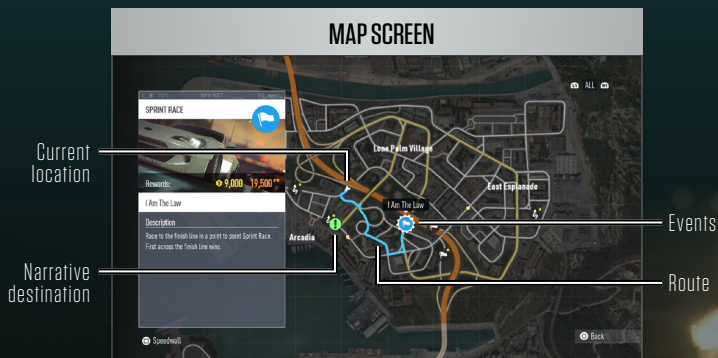 MAP SCREEN
ALL
SPRINT RACE
Rewards: 9,000 19,500
I Am The Law
Description
Race to the finish line in a point to point Sprint Race.
First across the finish line wins.
Speedwall
Lone Palm Village
East Esplanade
I Am The Law
Arcadia
Back
Current
location
Narrative
destination
Events
Route